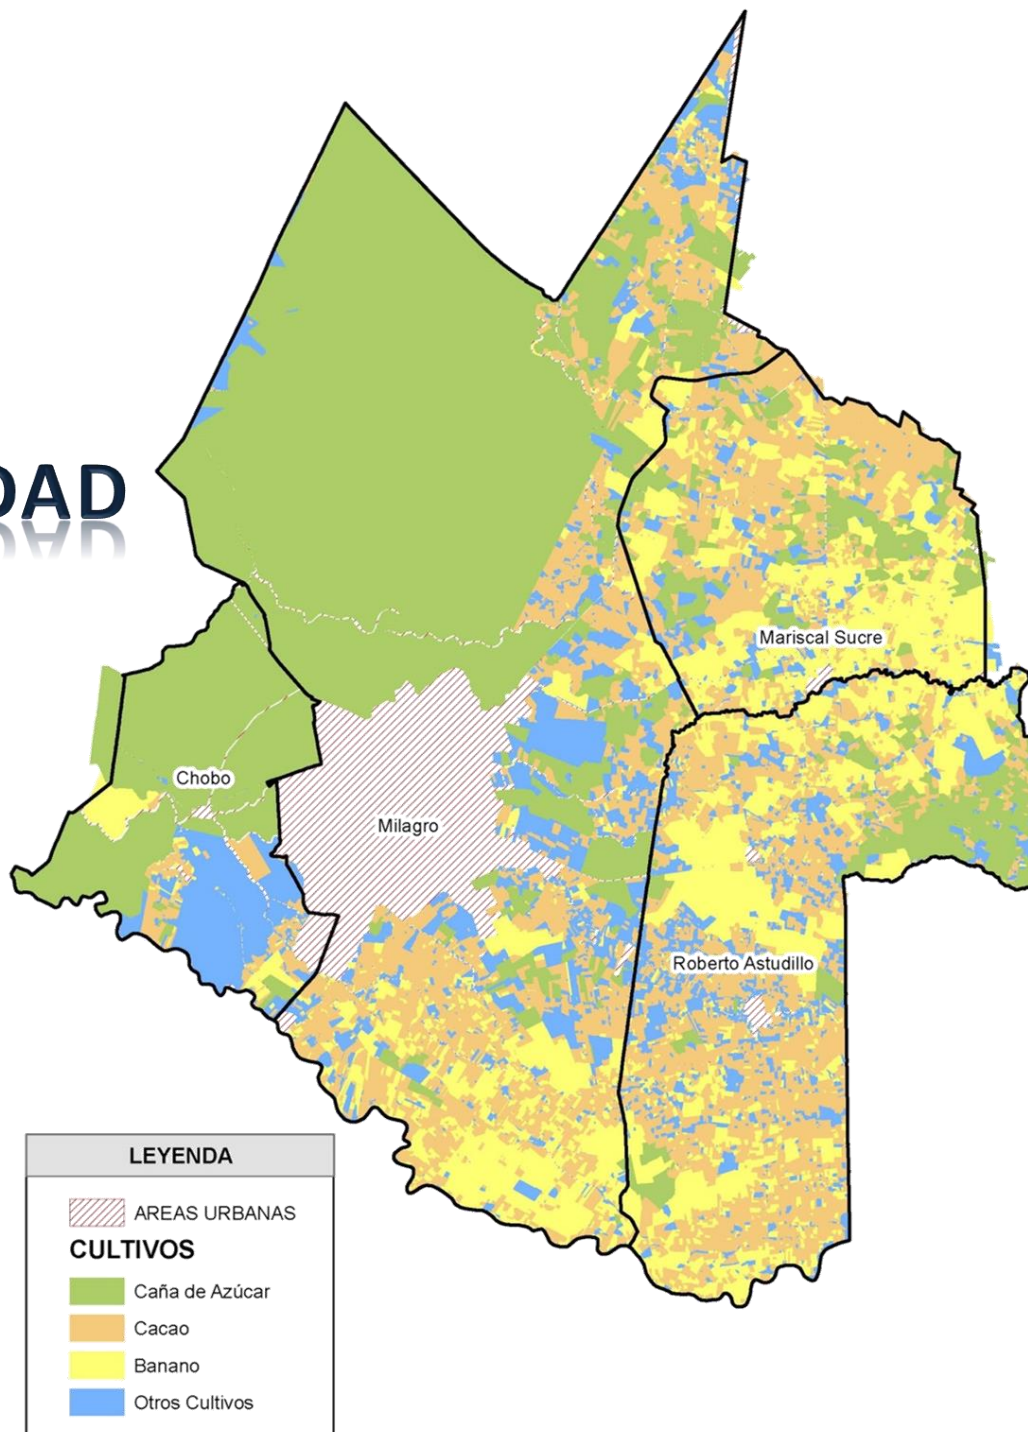 DAD
Mariscal Sucre
Chobo
Milagro
Roberto Astudillo
LEYENDA
AREAS URBANAS
CULTIVOS
Caña de Azúcar
Cacao
Banano
Otros Cultivos